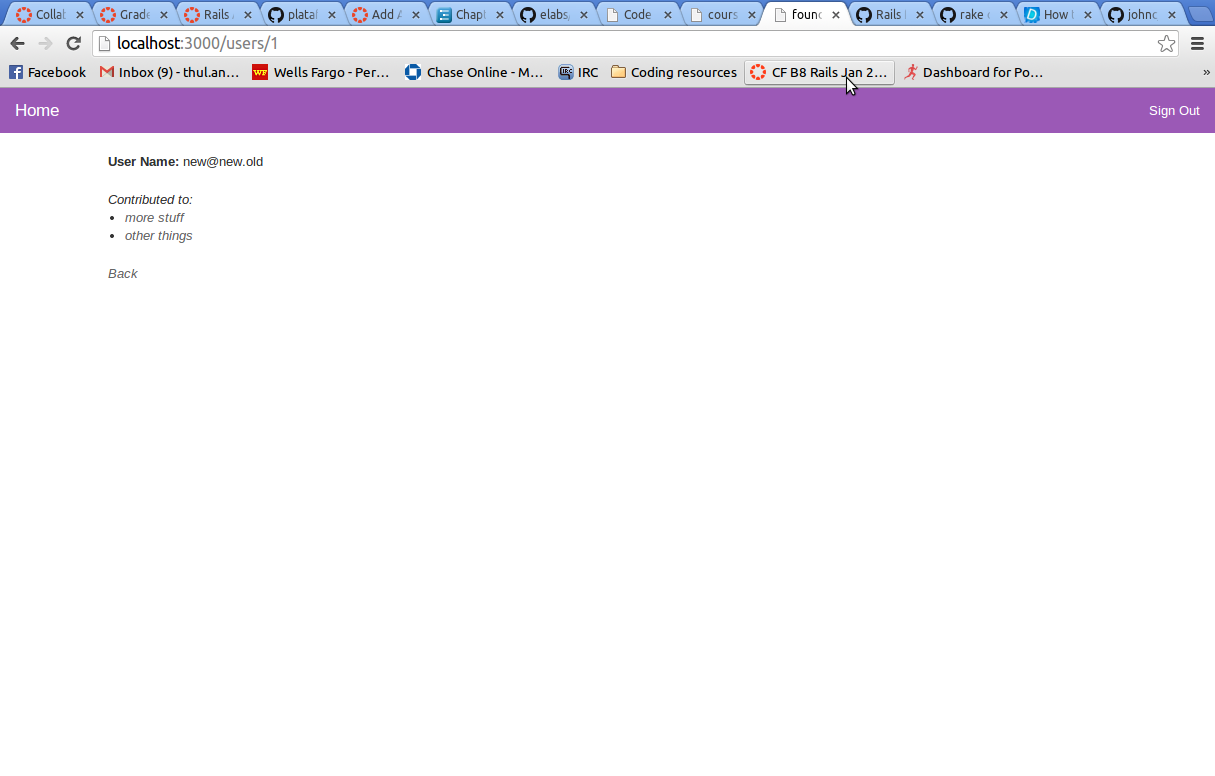 Collab Grade Rails plataf Add A Chapt elabs Code cours found Rails rake c How johnc
localhost:3000/users/1
Facebook Inbox (9) - thul.an... Wells Fargo - Per... Chase Online - M... IRC Coding resources CF B8 Rails Jan 2... Dashboard for Po... »
Home Sign Out
User Name: new@new.old
Contributed to:
more stuff
other things
Back